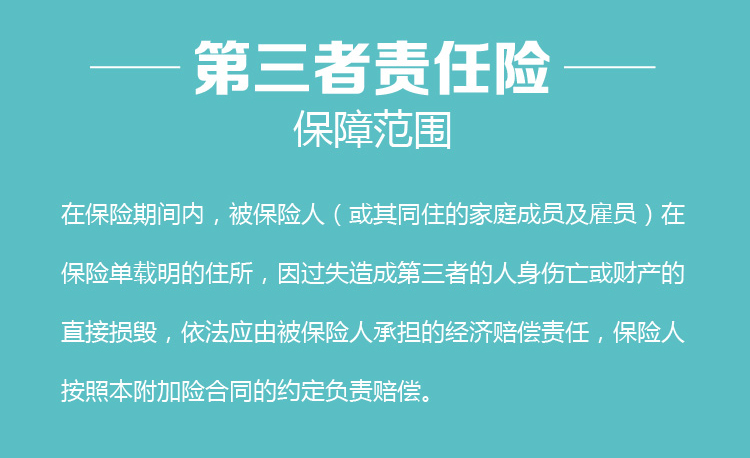 第三者责任险
保障范围
在保险期间内，被保险人（或其同住的家庭成员及雇员）在
保险单载明的住所，因过失造成第三者的人身伤亡或财产的
直接损毁，依法应由被保险人承担的经济赔偿责任，保险人
按照本附加险合同的约定负责赔偿。